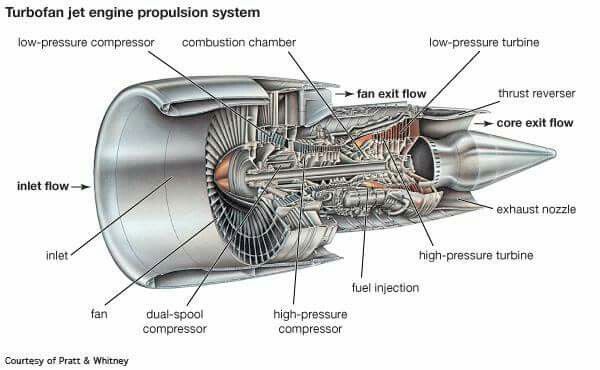 Turbofan jet engine propulsion system
low-pressure compressor
combustion chamber
low-pressure turbine
fan exit flow
thrust reverser
core exit flow
inlet flow
exhaust nozzle
inlet
high-pressure turbine
fuel injection
fan
dual-spool
compressor
high-pressure
compressor
Courtesy of Pratt & Whitney